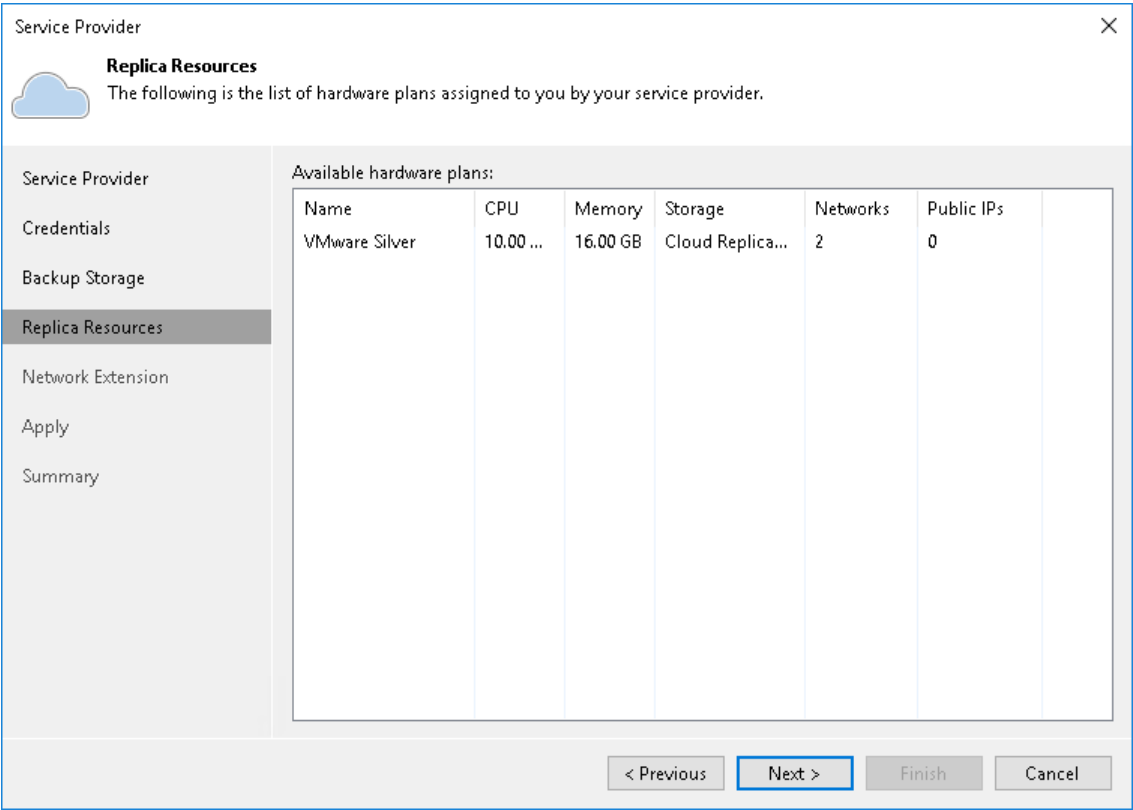 Service Provider
Replica Resources
The following is the list of hardware plans assigned to you by your service provider.
Service Provider
Credentials
Backup Storage
Replica Resources
Network Extension
Apply
Summary
Available hardware plans:
Name CPU Memory Storage Networks Public IPs
VMware Silver 10.00 ... 16.00 GB Cloud Replica... 2 0
< Previous Next > Finish Cancel